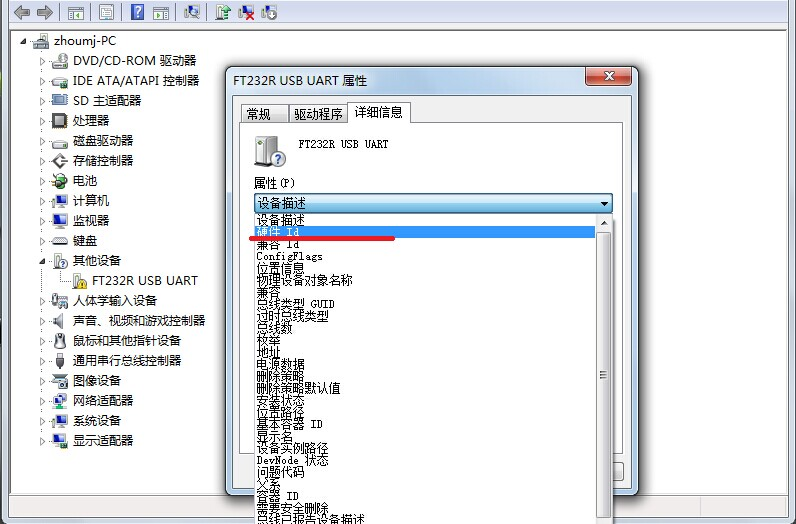 zhoumj-PC
DVD/CD-ROM 驱动器
IDE ATA/ATAPI 控制器
SD 主适配器
处理器
磁盘驱动器
存储控制器
电池
计算机
监视器
键盘
其他设备
FT232R USB UART
人体学输入设备
声音、视频和游戏控制器
鼠标和其他指针设备
通用串行总线控制器
图像设备
网络适配器
系统设备
显示适配器
FT232R USB UART 属性
常规 驱动程序 详细信息
FT232R USB UART
属性(P)
设备描述
设备描述
硬件 Id
兼容 Id
ConfigFlags
位置信息
物理设备对象名称
兼容
总线类型 GUID
过时总线类型
总线数
枚举
地址
电源数据
删除策略
删除策略默认值
安装状态
位置路径
基本容器 ID
显示名
设备实例路径
DevNode 状态
问题代码
父系
容器 ID
需要安全删除
总线已报告设备描述